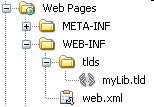 Web Pages
META-INF
WEB-INF
tlds
myLib.tld
web.xml